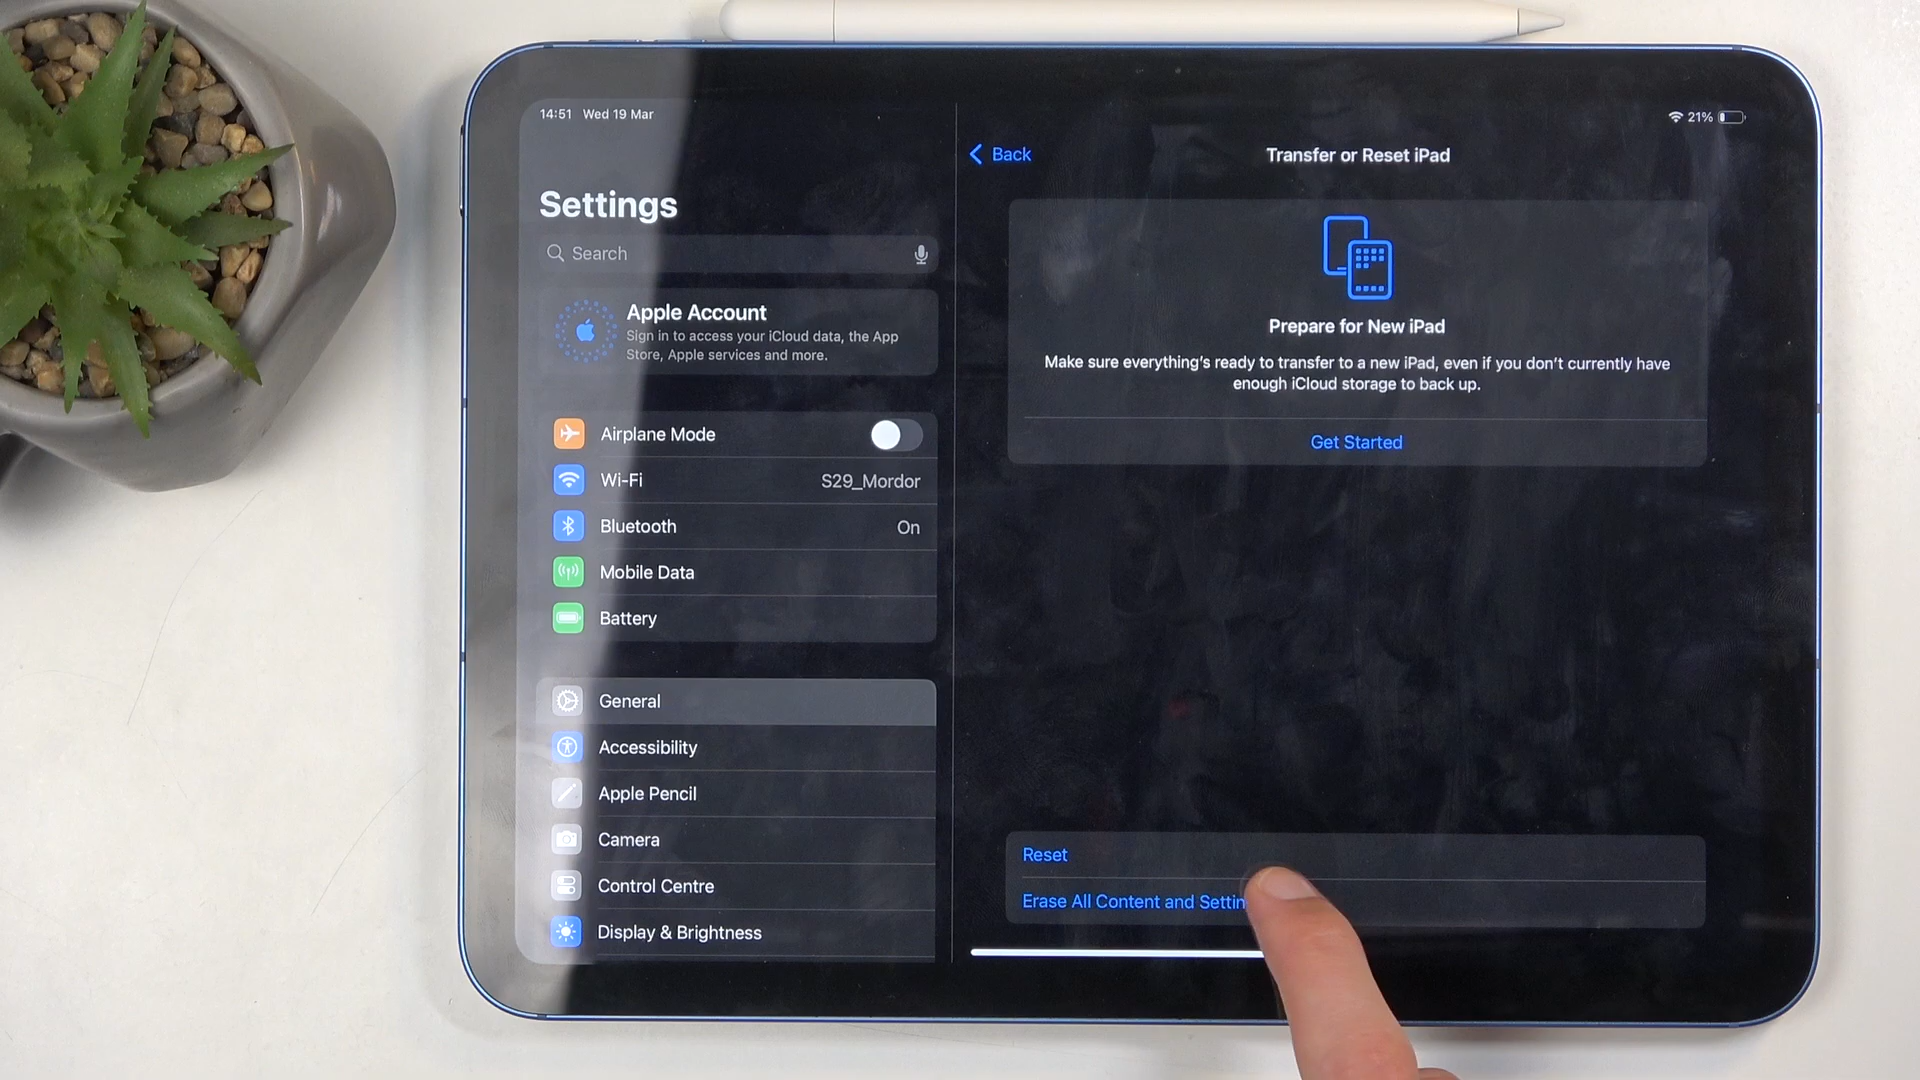 14:51 Wed 19 Mar
21%
Settings
Search
Apple Account
Sign in to access your iCloud data, the App
Store, Apple services and more.
Airplane Mode
Wi-Fi S29_Mordor
Bluetooth On
Mobile Data
Battery
General
Accessibility
Apple Pencil
Camera
Control Centre
Display & Brightness
Back
Transfer or Reset iPad
Prepare for New iPad
Make sure everything's ready to transfer to a new iPad, even if you don't currently have
enough iCloud storage to back up.
Get Started
Reset
Erase All Content and Settin